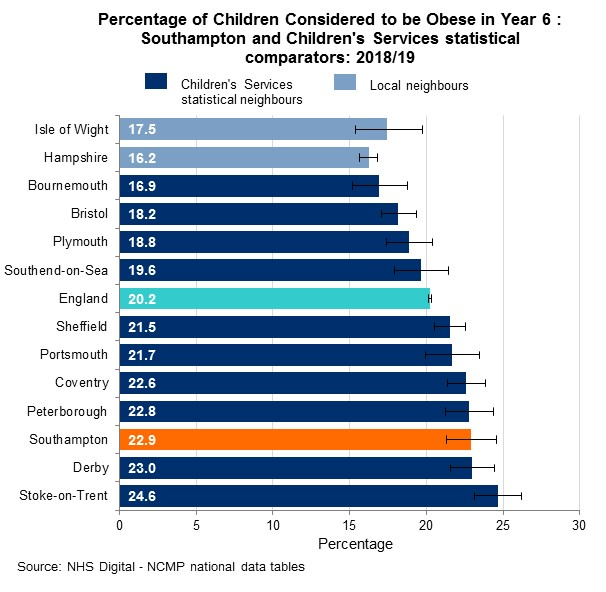 Percentage of Children Considered to be Obese in Year 6 :
Southampton and Children's Services statistical
comparators: 2018/19
Children's Services
statistical neighbours
Local neighbours
Isle of Wight 17.5
Hampshire 16.2
Bournemouth 16.9
Bristol 18.2
Plymouth 18.8
Southend-on-Sea 19.6
England 20.2
Sheffield 21.5
Portsmouth 21.7
Coventry 22.6
Peterborough 22.8
Southampton 22.9
Derby 23.0
Stoke-on-Trent 24.6
0 5 10 15 20 25 30
Percentage
Source: NHS Digital - NCMP national data tables